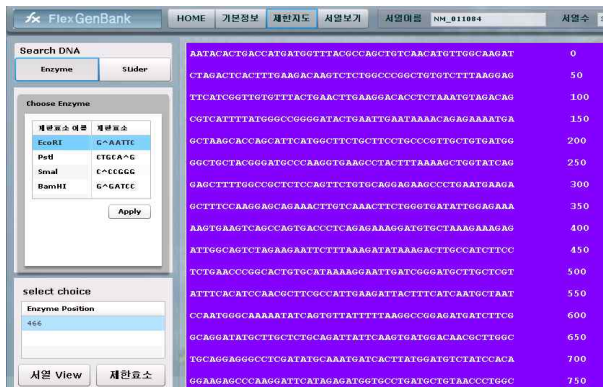 fx FlexGenBank HOME 기본정보 제한지도 서열보기 서열이름 NM_011084 서열수
Search DNA
Enzyme Slider
Choose Enzyme
제한효소 이름 제한효소
EcoRI G^AATTC
PstI CTGCA^G
SmaI C^CCGGG
BamHI G^GATCC
Apply
select choice
Enzyme Position
466
서열 View 제한효소
AATACACTGACCATGATGGTTTACGCCAGCTGTCAACATGTTGGCAAGAT 0
CTAGACTCACTTTGAAGACAAGTCTCTGGCCCGGCTGTGTCTTTAAGGAG 50
TTCATCGGTTGTGTTTACTGAACTTGAAGGACACCTCTAAATGTAGACAG 100
CGTCATTTTATGGGCCGGGGATACTGAATTGAATAAAACAGAGAAAATGA 150
GCTAAGCACCAGCATTCATGGCTTCTGCTTCCTGCCCGTTGCTGTGATGG 200
GGCTGCTACGGGATGCCCAAGGTGAAGCCTACTTTAAAAGCTGGTATCAG 250
GAGCTTTTGGCCGCTCTCCAGTTCTGTGCAGGAGAAGCCCTGAATGAAGA 300
GCTTTCCAAGGAGCAGAAACTTGTCAAACTTCTGGGTGATATTGGAGAAA 350
AAGTGAAGTCAGCCAGTGACCCTCAGAGAAAGGATGTGCTAAAGAAAGAG 400
ATTGGCAGTCTAGAAGAATTCTTTAAAGATATAAAGACTTGCCATCTTCC 450
TCTGAACCCGGCACTGTGCATAAAAGGAATTGATCGGGATGCTTGCTCGT 500
ATTTCACATCCAACGCTTCGCCATTGAAGATTACTTTCATCAATGCTAAT 550
CCAATGGGCAAAAATATCAGTGTTATTTTTAAGGCCGGAGATGATCTTCG 600
GCAGGATATGCTTGCTCTGCAGATTATTCAAGTGATGGACAACGCTTGGC 650
TGCAGGAGGGCCTCGATATGCAAATGATCACTTATGGATGTCTATCCACA 700
GGAAGAGCCCAAGGATTCATAGAGATGGTGCCTGATGCTGTAACCCTGGC 750